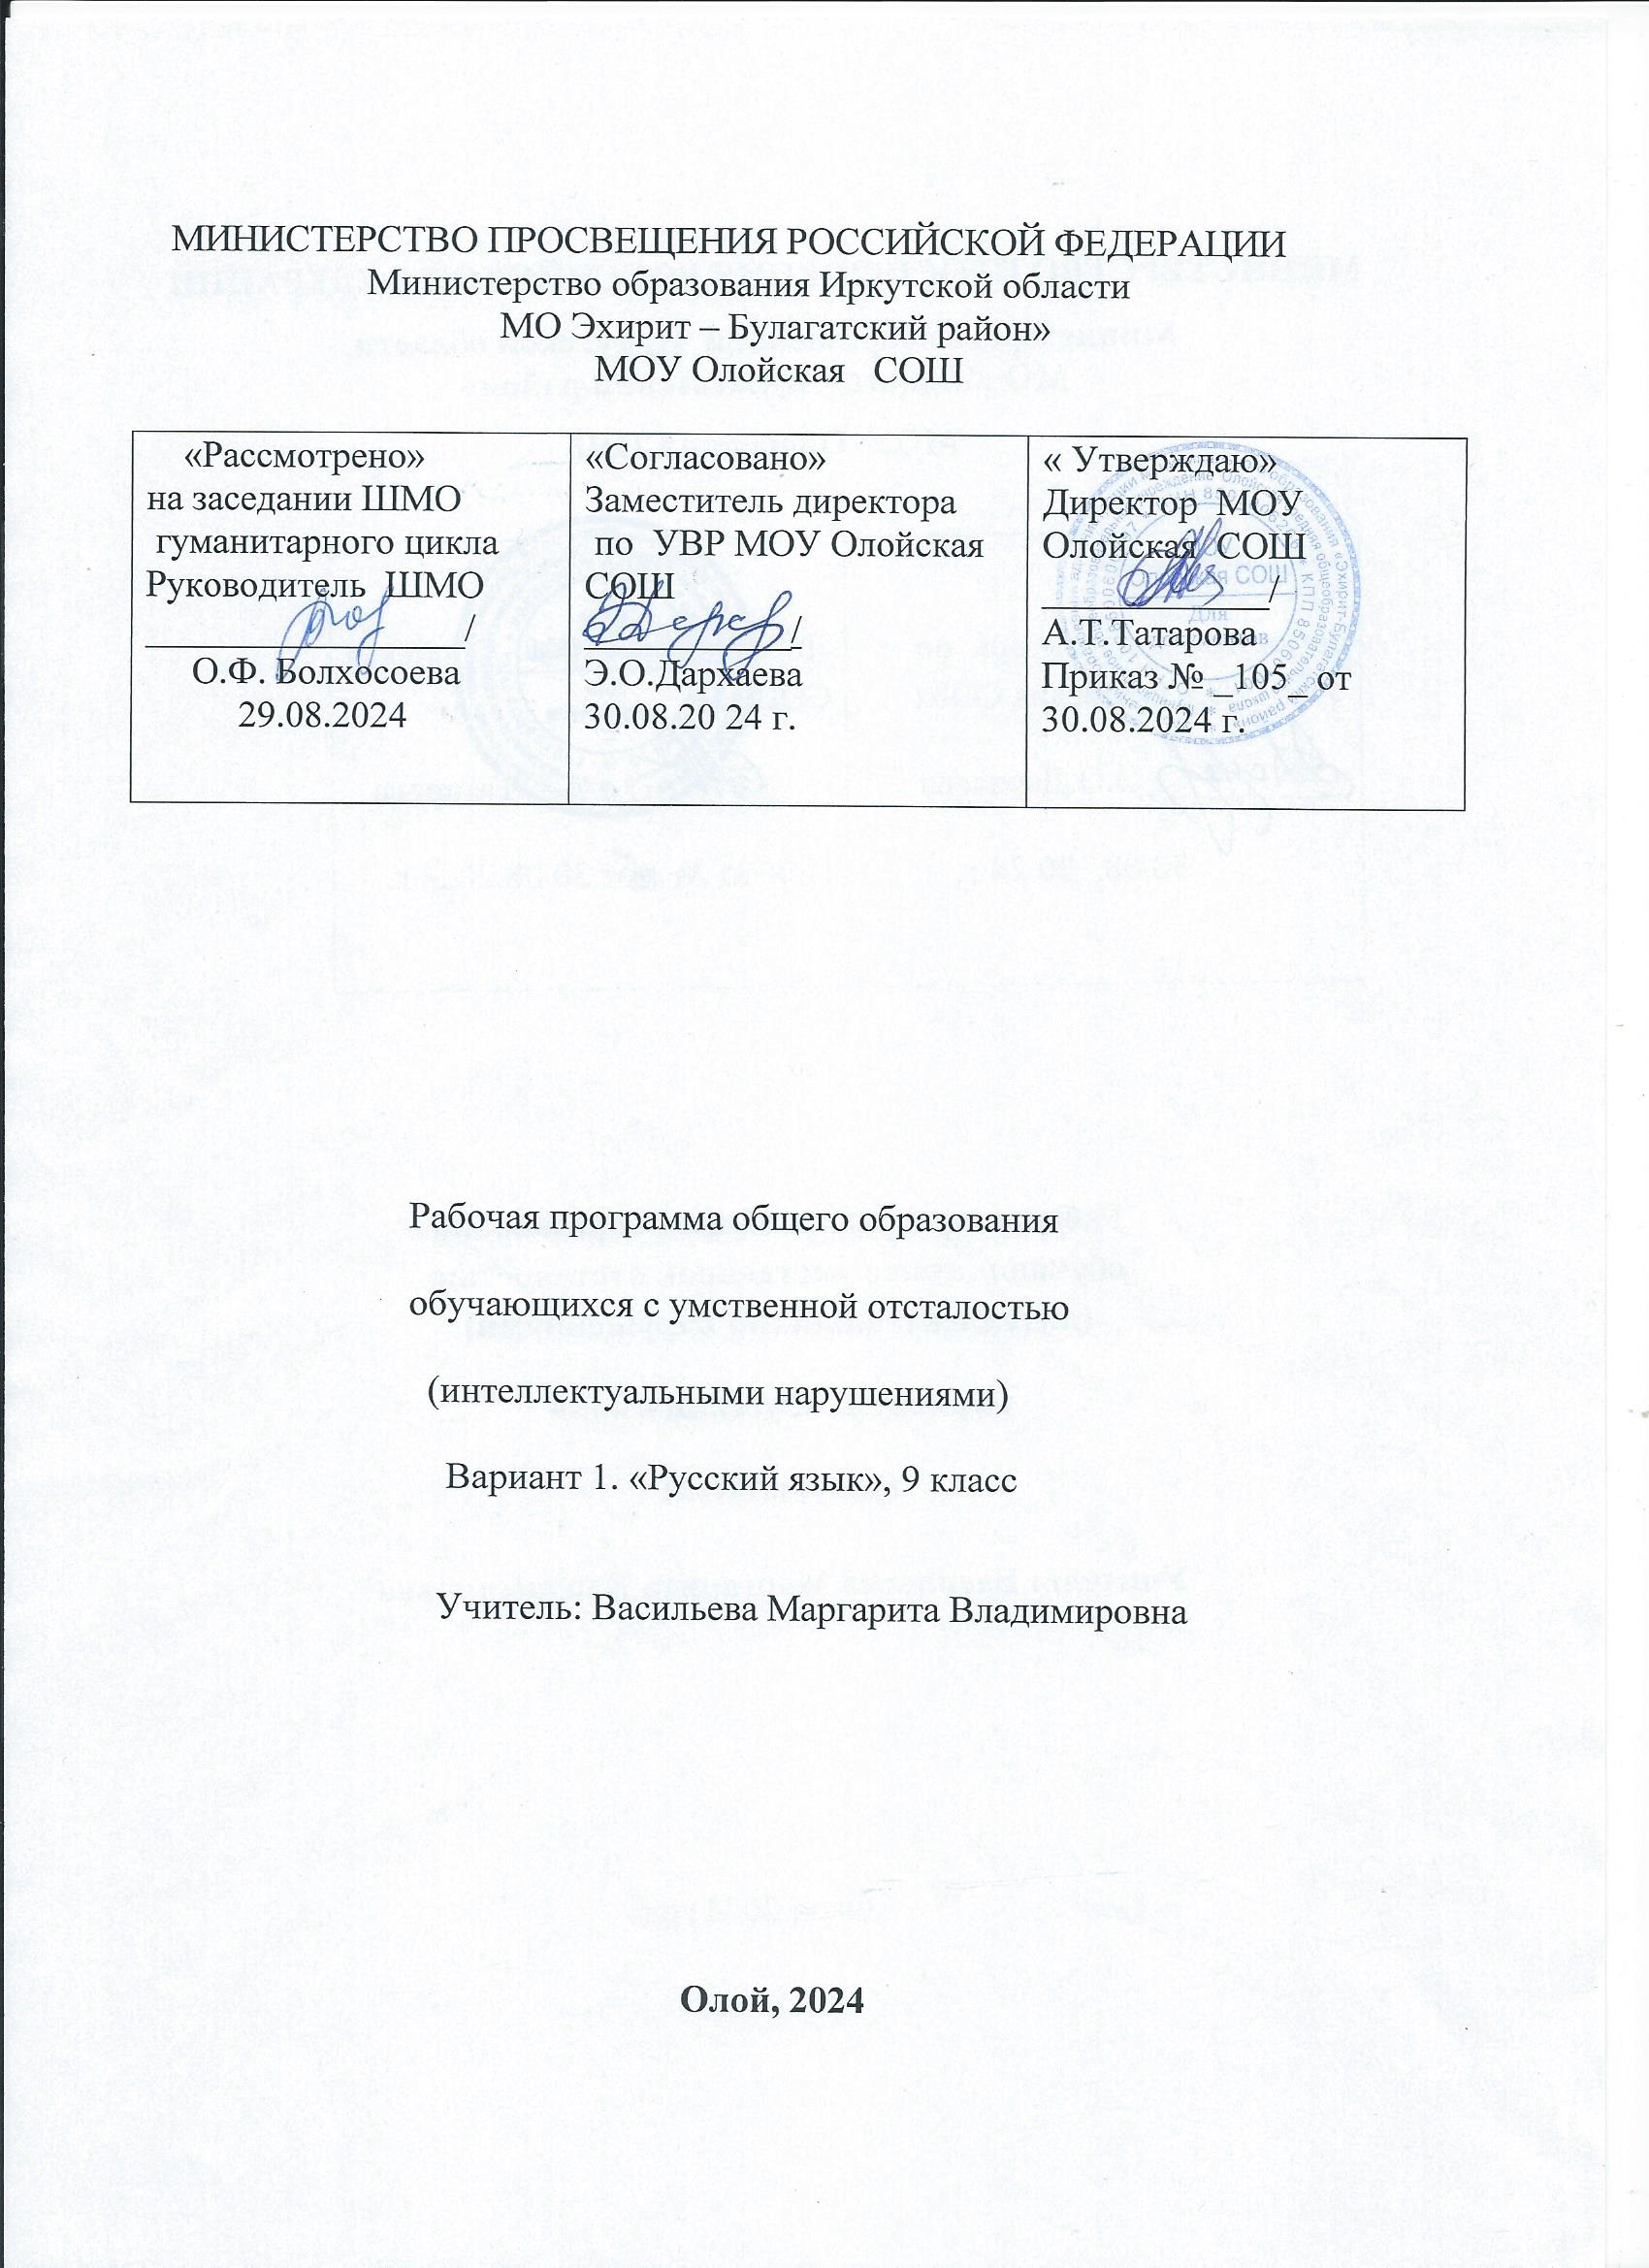 МИНИСТЕРСТВО ПРОСВЕЩЕНИЯ РОССИЙСКОЙ ФЕДЕРАЦИИ
Министерство образования Иркутской области
МО Эхирит – Булагатский район»
МОУ Олойская СОШ
«Рассмотрено»
на заседании ШМО
гуманитарного цикла
Руководитель ШМО
_________________/
О.Ф. Болхосоева
29.08.2024
«Согласовано»
Заместитель директора
по УВР МОУ Олойская
СОШ
___________/_
Э.О.Дархаева
30.08.20 24 г.
« Утверждаю»
Директор МОУ
Олойская СОШ
____________/
А.Т.Татарова
Приказ № _105_ от
30.08.2024 г.
Рабочая программа общего образования
обучающихся с умственной отсталостью
(интеллектуальными нарушениями)
Вариант 1. «Русский язык», 9 класс
Учитель: Васильева Маргарита Владимировна
Олой, 2024